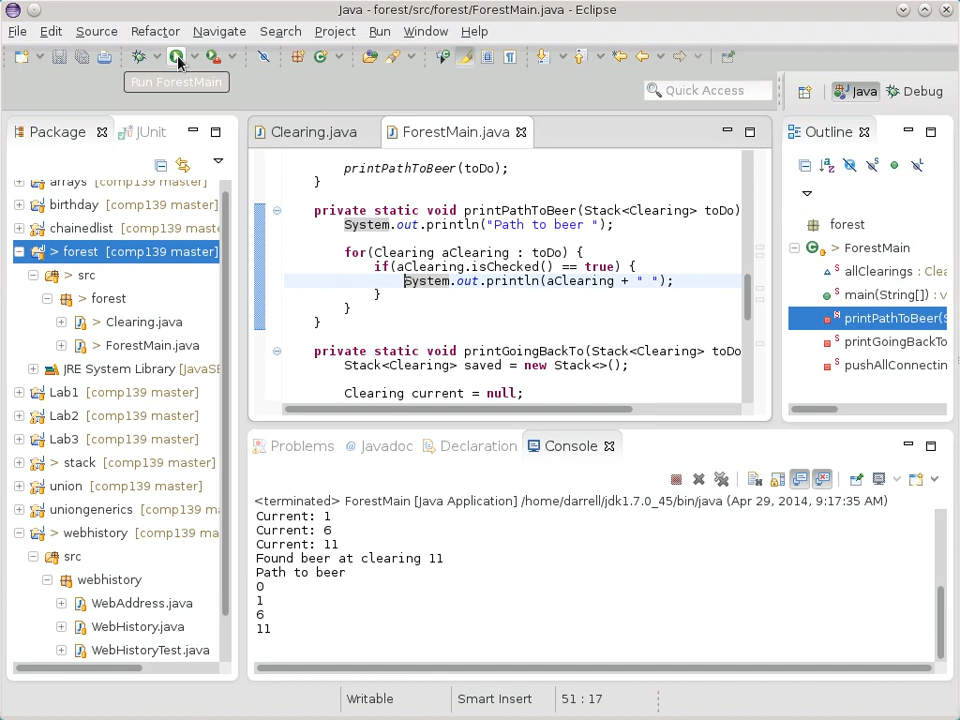 Java - forest/src/forest/ForestMain.java - Eclipse
File Edit Source Refactor Navigate Search Project Run Window Help
Run ForestMain
Quick Access
Java
Debug
Package
JUnit
arrays [comp139 master]
birthday [comp139 master]
chainedlist [comp139 maste
> forest [comp139 master]
> src
> forest
> Clearing.java
> ForestMain.java
JRE System Library [JavaSE
Lab1 [comp139 master]
Lab2 [comp139 master]
Lab3 [comp139 master]
> stack [comp139 master]
union [comp139 master]
uniongenerics [comp139 m
> webhistory [comp139 ma
src
webhistory
WebAddress.java
WebHistory.java
WebHistoryTest.java
Clearing.java
ForestMain.java
printPathToBeer(toDo);
}
private static void printPathToBeer(Stack<Clearing> toDo)
System.out.println("Path to beer ");
for(Clearing aClearing : toDo) {
if(aClearing.isChecked() == true) {
System.out.println(aClearing + " ");
}
}
}
private static void printGoingBackTo(Stack<Clearing> toDo
Stack<Clearing> saved = new Stack<>();
Clearing current = null;
Outline
forest
> ForestMain
allClearings : Clea
main(String[]) : v
printPathToBeer(S
printGoingBackTo
pushAllConnectin
Problems
@ Javadoc
Declaration
Console
<terminated> ForestMain [Java Application] /home/darrell/jdk1.7.0_45/bin/java (Apr 29, 2014, 9:17:35 AM)
Current: 1
Current: 6
Current: 11
Found beer at clearing 11
Path to beer
0
1
6
11
Writable
Smart Insert
51 : 17